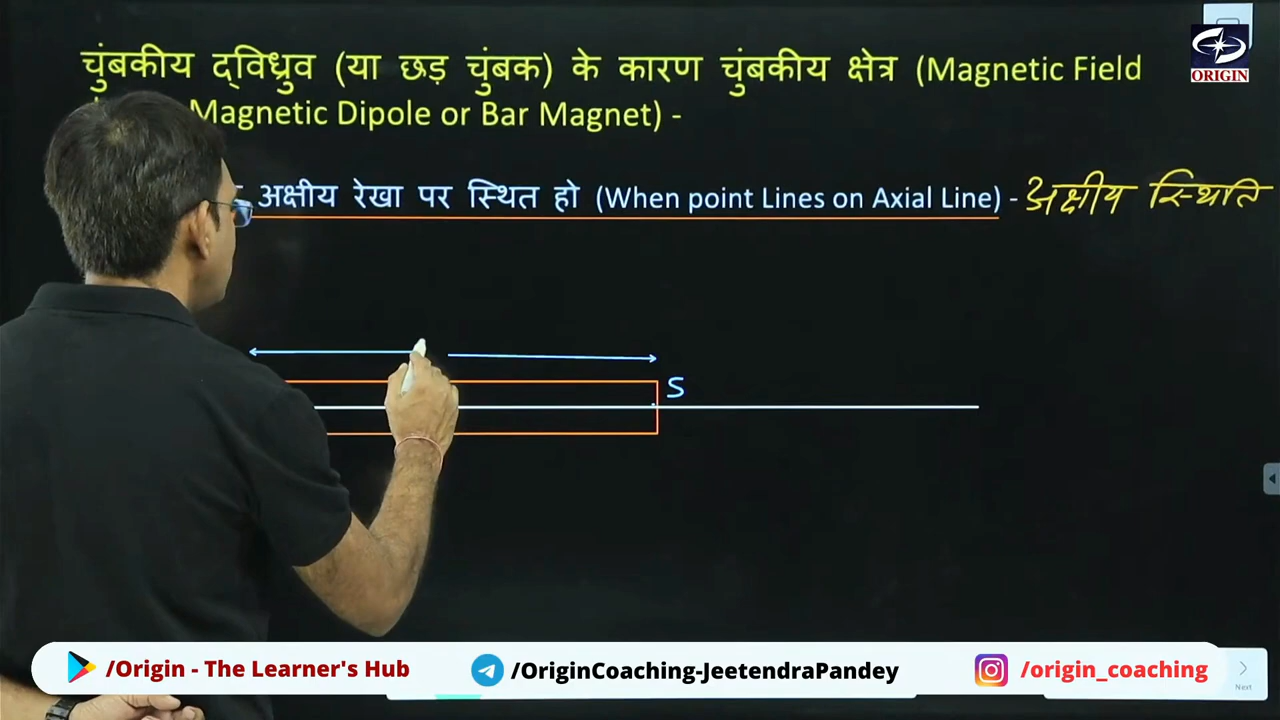 चुंबकीय द्विध्रुव (या छड़ चुंबक) के कारण चुंबकीय क्षेत्र (Magnetic Field
Magnetic Dipole or Bar Magnet) -
अक्षीय रेखा पर स्थित हो (When point Lines on Axial Line) - अक्षीय स्थिति
S
ORIGIN
/Origin - The Learner's Hub
/OriginCoaching-JeetendraPandey
/origin_coaching
Next